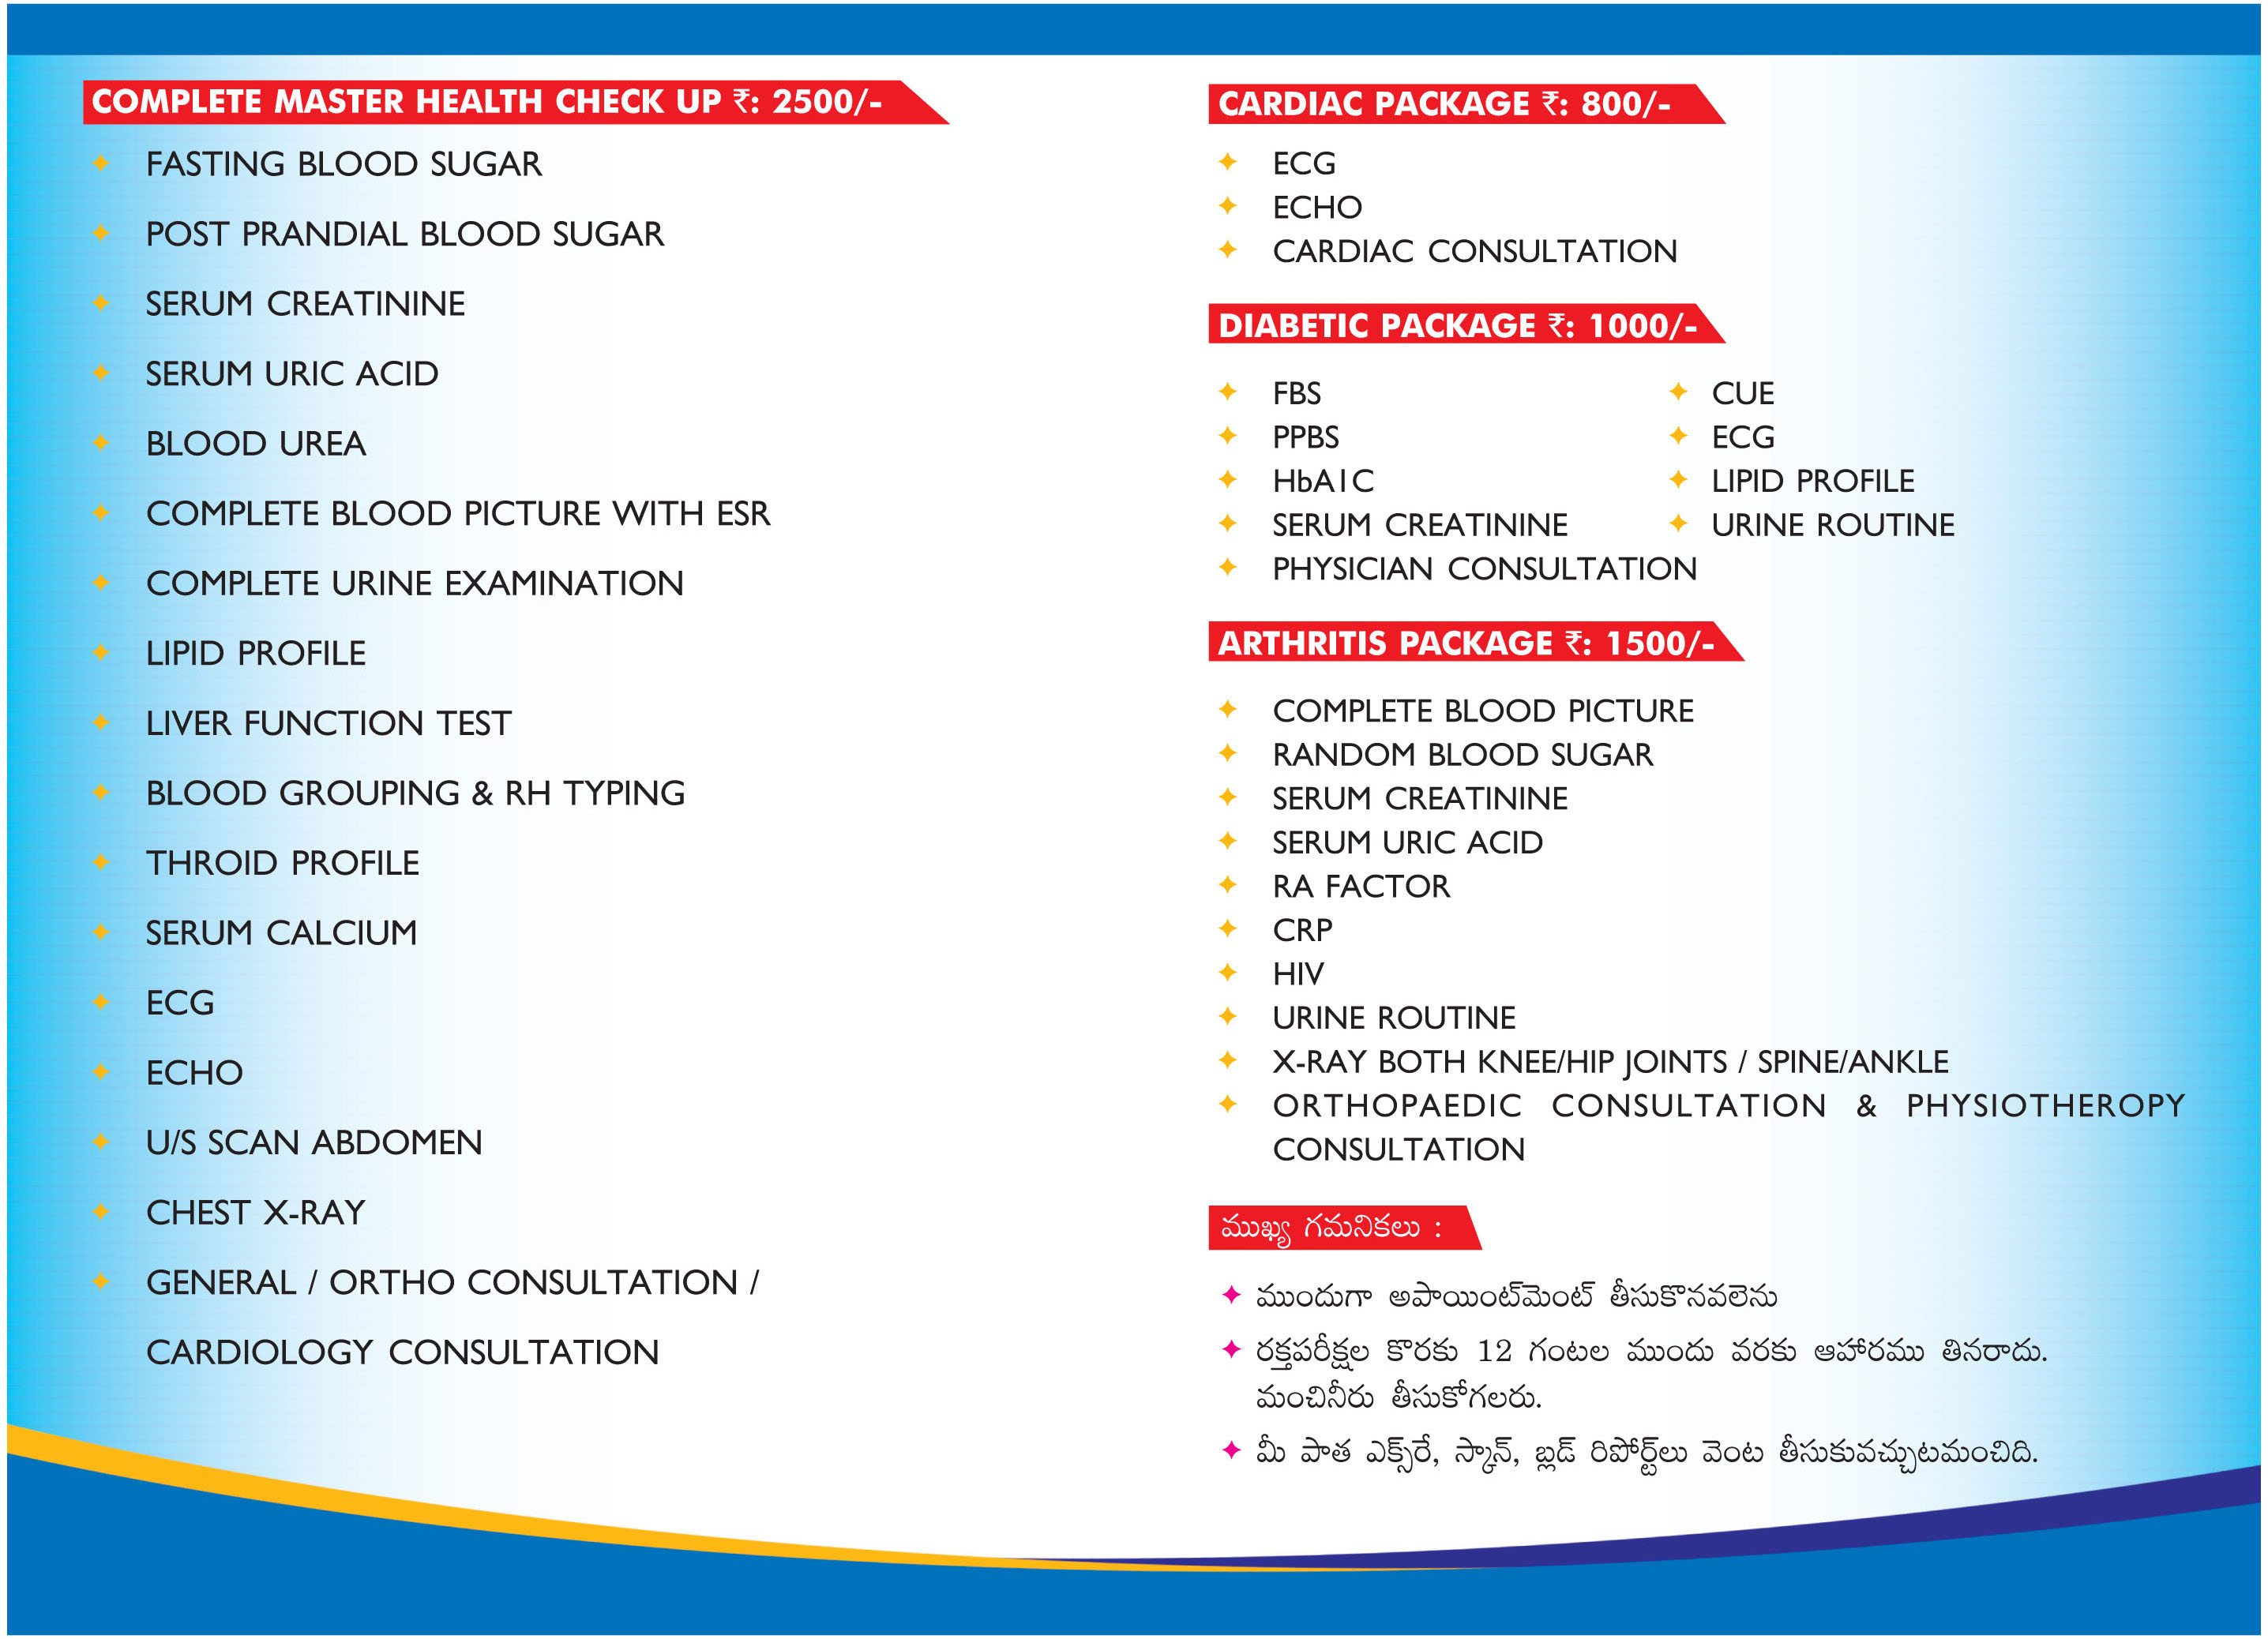 COMPLETE MASTER HEALTH CHECK UP ₹: 2500/-
FASTING BLOOD SUGAR
POST PRANDIAL BLOOD SUGAR
SERUM CREATININE
SERUM URIC ACID
BLOOD UREA
COMPLETE BLOOD PICTURE WITH ESR
COMPLETE URINE EXAMINATION
LIPID PROFILE
LIVER FUNCTION TEST
BLOOD GROUPING & RH TYPING
THROID PROFILE
SERUM CALCIUM
ECG
ECHO
U/S SCAN ABDOMEN
CHEST X-RAY
GENERAL / ORTHO CONSULTATION /
CARDIOLOGY CONSULTATION
CARDIAC PACKAGE ₹: 800/-
ECG
ECHO
CARDIAC CONSULTATION
DIABETIC PACKAGE ₹: 1000/-
FBS
PPBS
HbA1C
SERUM CREATININE
PHYSICIAN CONSULTATION
CUE
ECG
LIPID PROFILE
URINE ROUTINE
ARTHRITIS PACKAGE ₹: 1500/-
COMPLETE BLOOD PICTURE
RANDOM BLOOD SUGAR
SERUM CREATININE
SERUM URIC ACID
RA FACTOR
CRP
HIV
URINE ROUTINE
X-RAY BOTH KNEE/HIP JOINTS / SPINE/ANKLE
ORTHOPAEDIC CONSULTATION & PHYSIOTHEROPY
CONSULTATION
ముఖ్య గమనికలు :
ముందుగా అపాయింట్‌మెంట్ తీసుకొనవలెను
రక్తపరీక్షల కొరకు 12 గంటల ముందు వరకు ఆహారము తినరాదు.
మంచినీరు తీసుకోగలరు.
మీ పాత ఎక్స్‌రే, స్కాన్, బ్లడ్ రిపోర్ట్‌లు వెంట తీసుకువచ్చుటమంచిది.